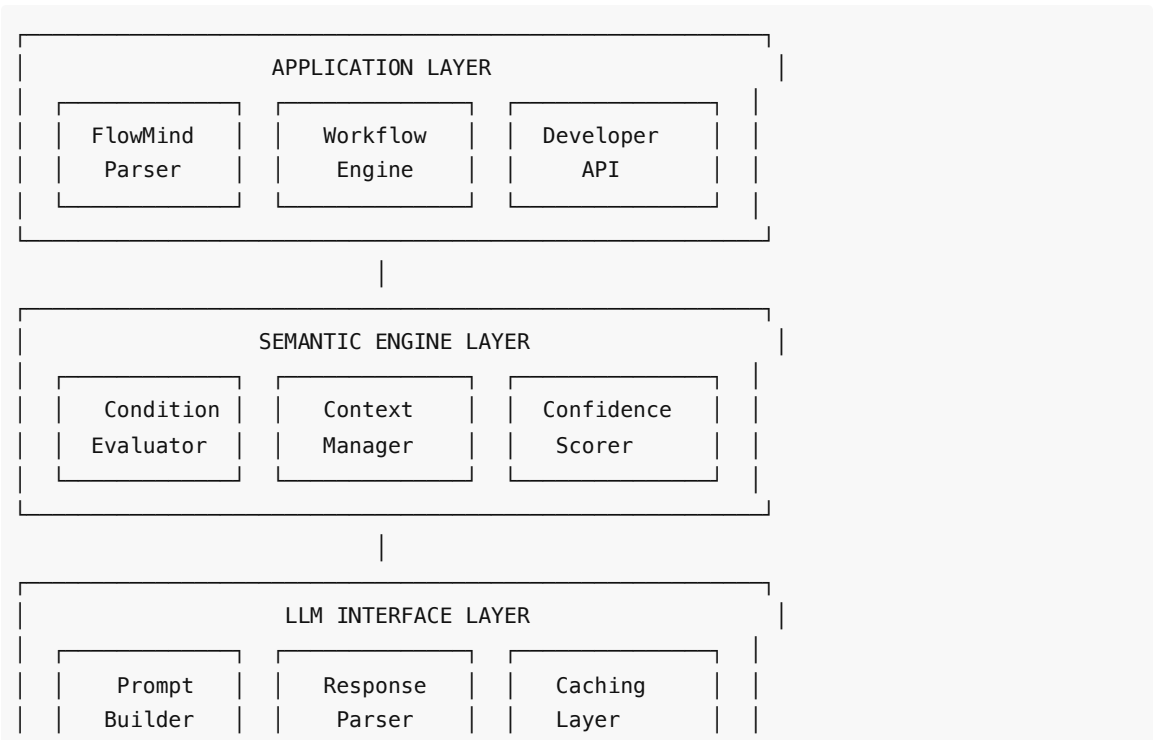 APPLICATION LAYER
FlowMind Workflow Developer
Parser Engine API
SEMANTIC ENGINE LAYER
Condition Context Confidence
Evaluator Manager Scorer
LLM INTERFACE LAYER
Prompt Response Caching
Builder Parser Layer